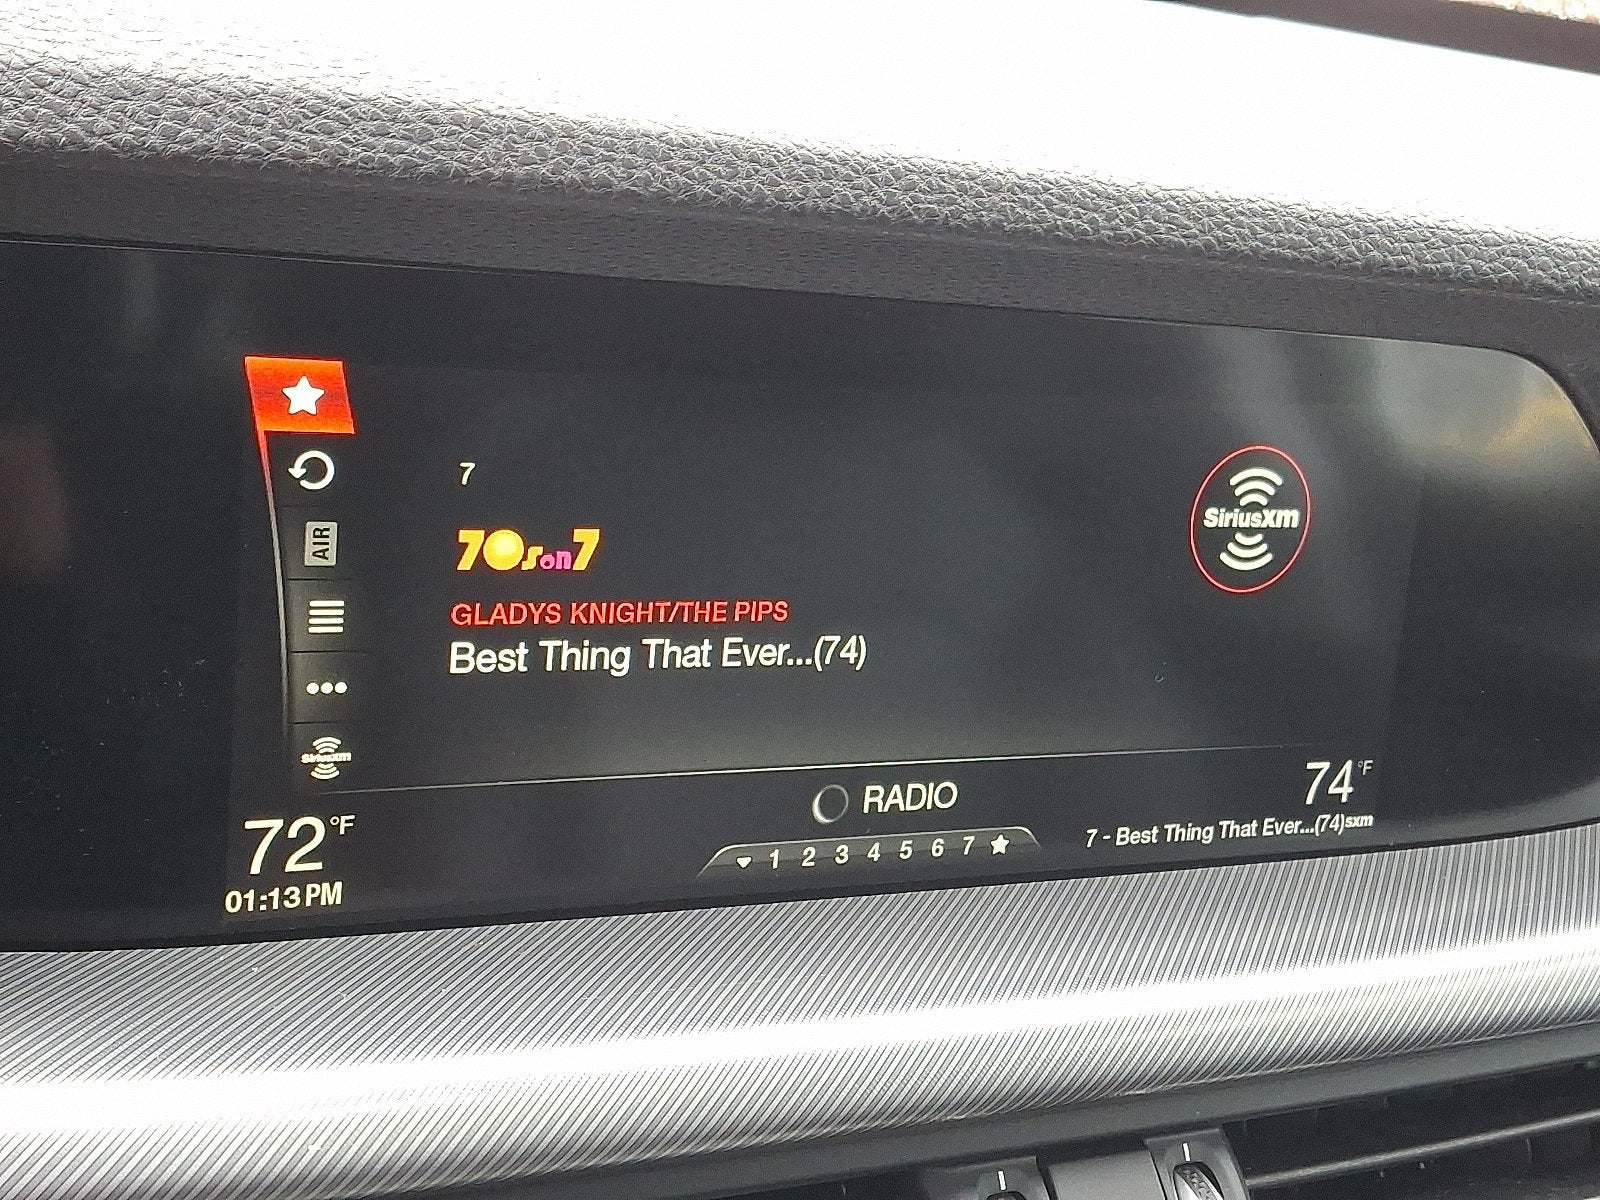 7
SiriusXM
AIR
70s on 7
GLADYS KNIGHT/THE PIPS
Best Thing That Ever...(74)
SiriusXM
RADIO
74°F
72°F
1 2 3 4 5 6 7
7 - Best Thing That Ever...(74)sxm
01:13 PM